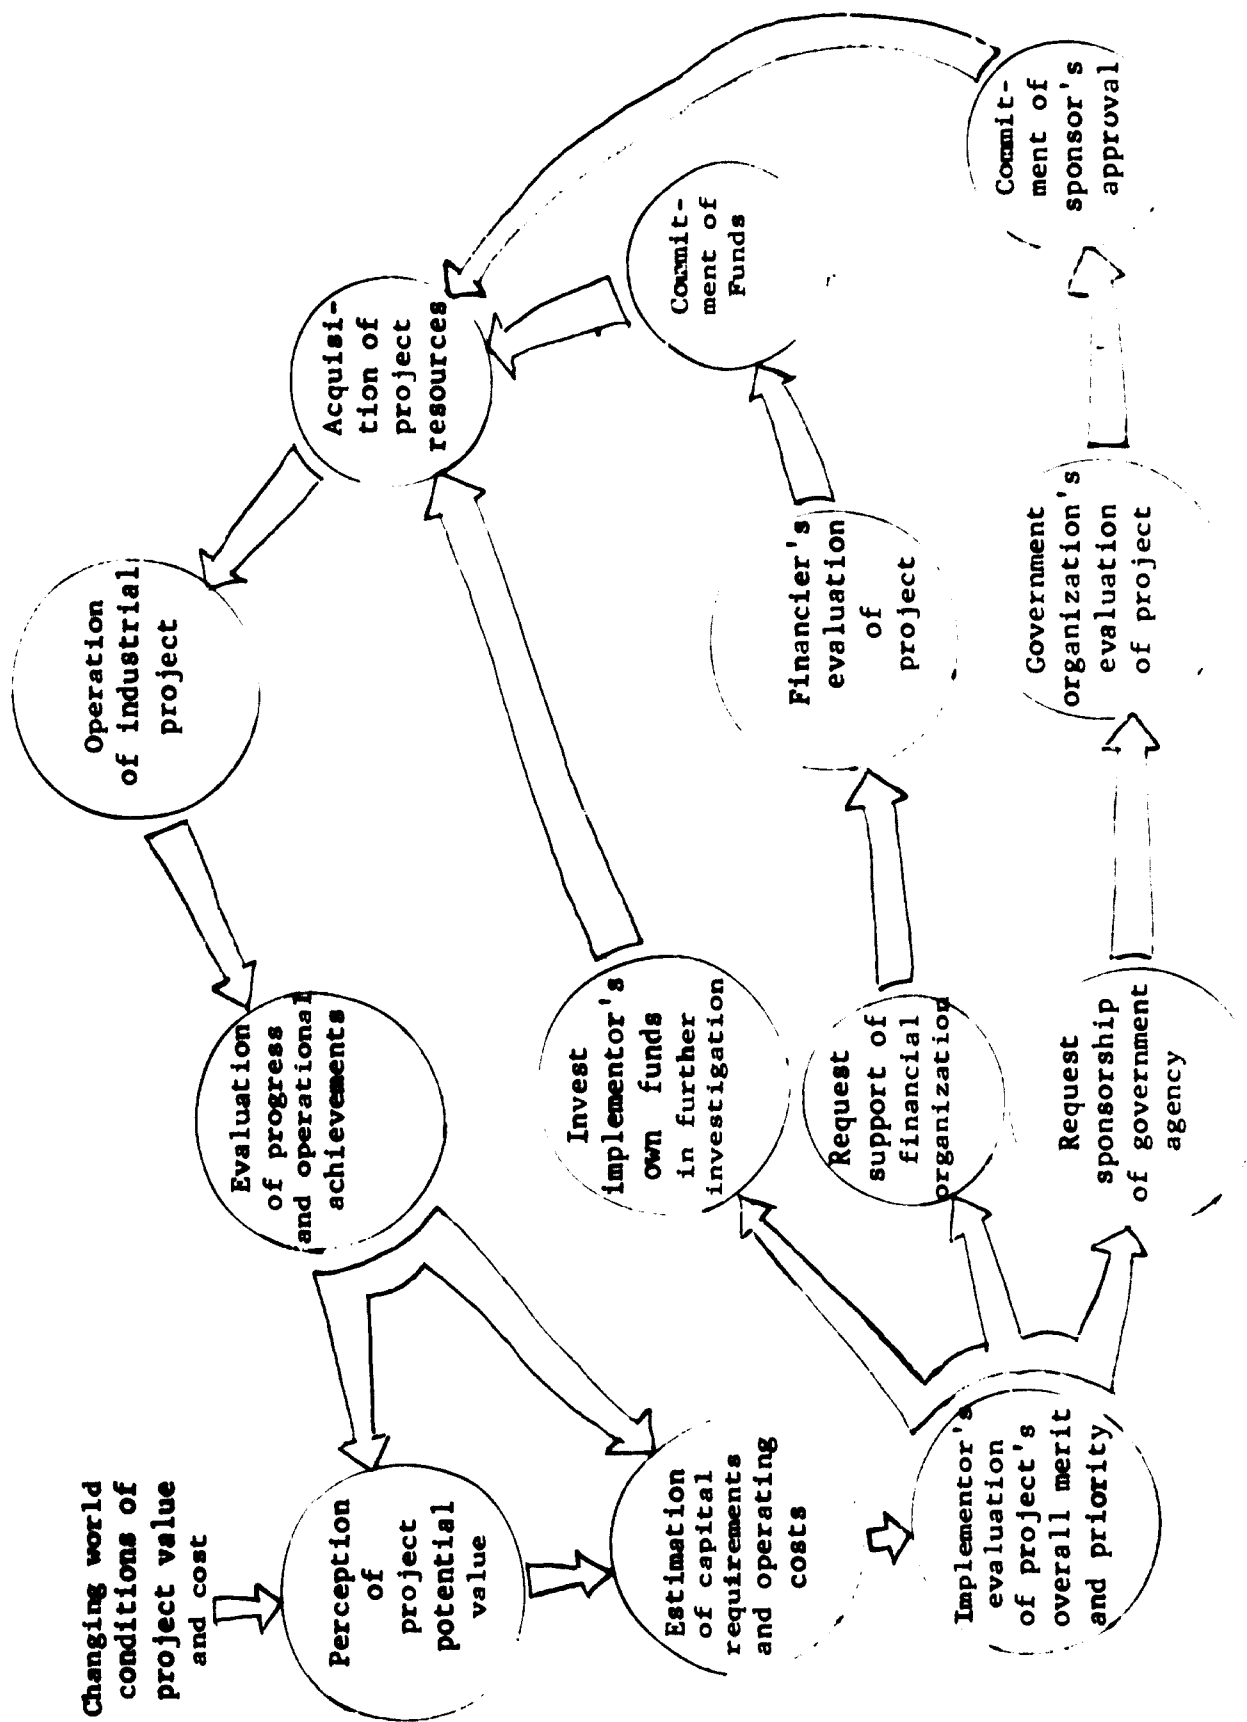 Changing world
conditions of
project value
and cost
Perception
of
project
potential
value
Estimation
of capital
requirements
and operating
costs
Implementor's
evaluation
of project's
overall merit
and priority
Evaluation
of progress
and operational
achievements
Invest
implementor's
own funds
in further
investigation
Request
support of
financial
organization
Request
sponsorship
of government
agency
Operation
of industrial
project
Financier's
evaluation
of
project
Government
organization's
evaluation
of project
Acquisi-
tion of
project
resources
Commit-
ment of
Funds
Commit-
ment of
sponsor's
approval